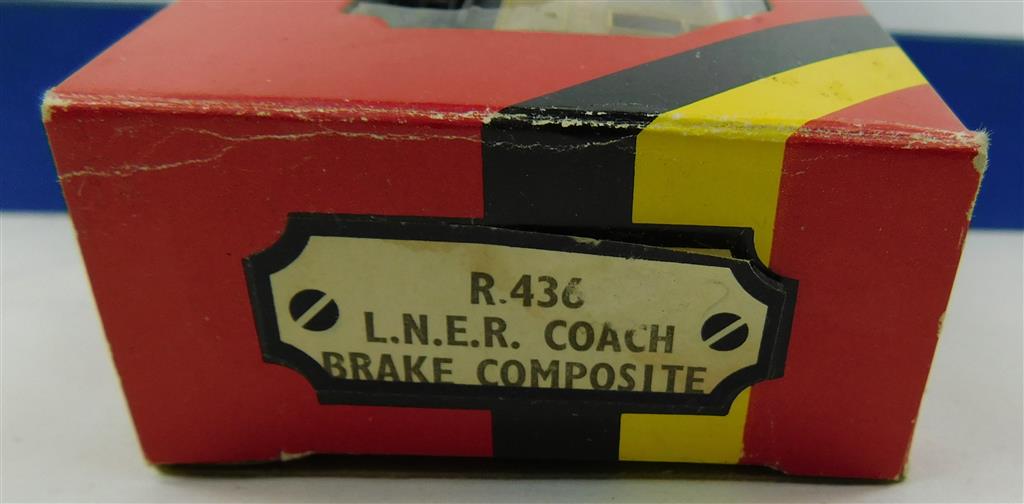 R.436
L.N.E.R. COACH
BRAKE COMPOSITE